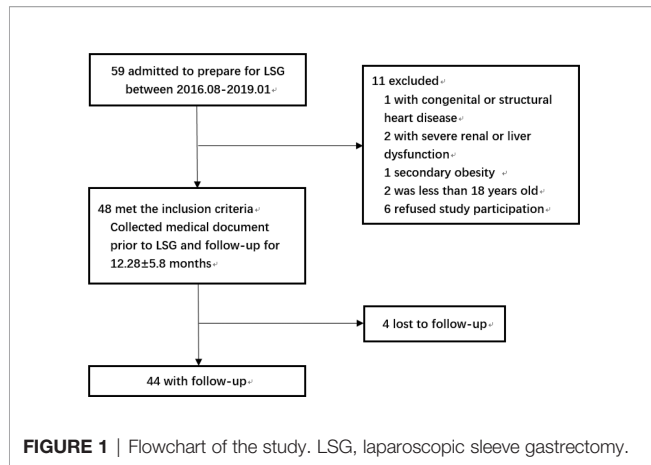 59 admitted to prepare for LSG
between 2016.08-2019.01↵
11 excluded↵
1 with congenital or structural
heart disease↵
2 with severe renal or liver
dysfunction↵
1 secondary obesity ↵
2 was less than 18 years old↵
6 refused study participation↵
48 met the inclusion criteria↵
Collected medical document
prior to LSG and follow-up for
12.28±5.8 months↵
4 lost to follow-up↵
44 with follow-up↵
FIGURE 1 | Flowchart of the study. LSG, laparoscopic sleeve gastrectomy.